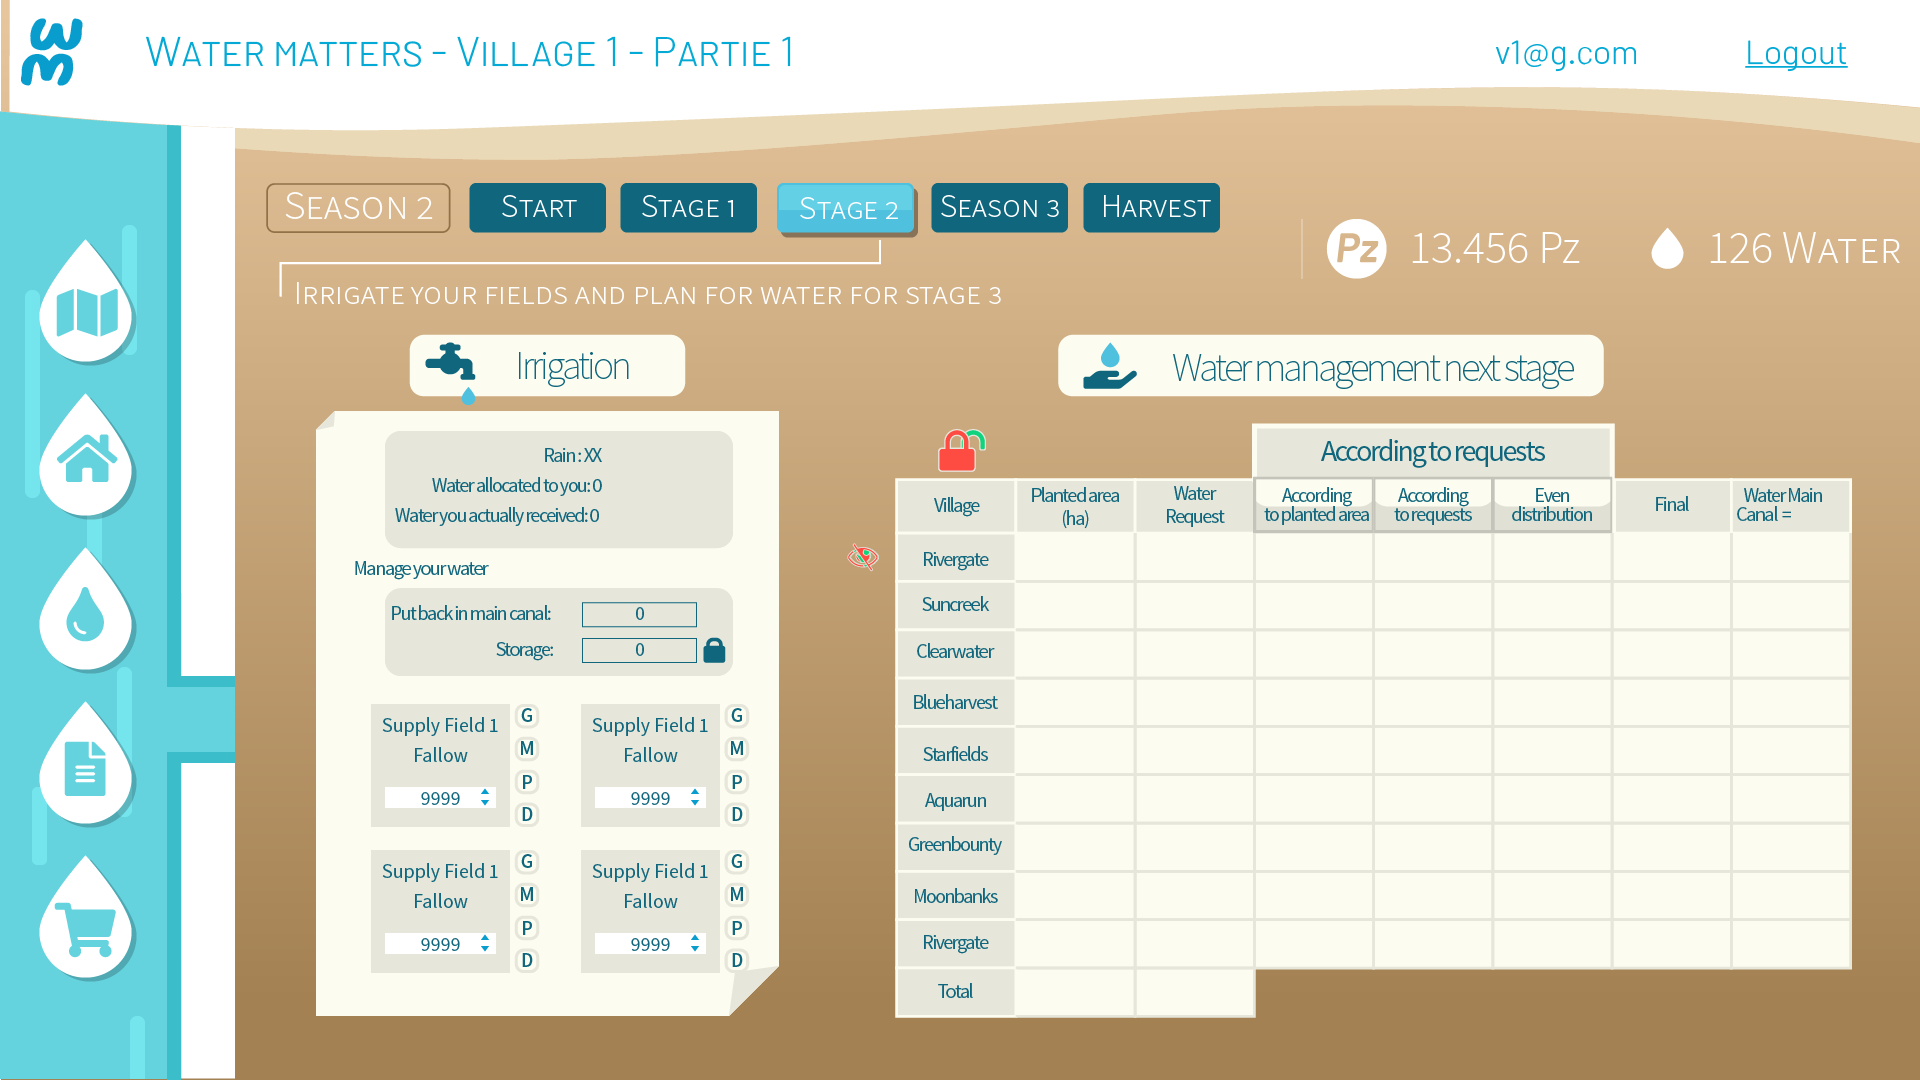 WM
WATER MATTERS - VILLAGE 1 - PARTIE 1
v1@g.com
Logout
SEASON 2
START
STAGE 1
STAGE 2
SEASON 3
HARVEST
Pz
13.456 Pz
126 WATER
IRRIGATE YOUR FIELDS AND PLAN FOR WATER FOR STAGE 3
Irrigation
Rain : XX
Water allocated to you: 0
Water you actually received: 0
Manage your water
Put back in main canal: 0
Storage: 0
Supply Field 1
Fallow
9999
G
M
P
D
Supply Field 1
Fallow
9999
G
M
P
D
Supply Field 1
Fallow
9999
G
M
P
D
Supply Field 1
Fallow
9999
G
M
P
D
Water management next stage
According to requests
Village
Planted area
(ha)
Water
Request
According
to planted area
According
to requests
Even
distribution
Final
Water Main
Canal =
Rivergate
Suncreek
Clearwater
Blueharvest
Starfields
Aquarun
Greenbounty
Moonbanks
Rivergate
Total